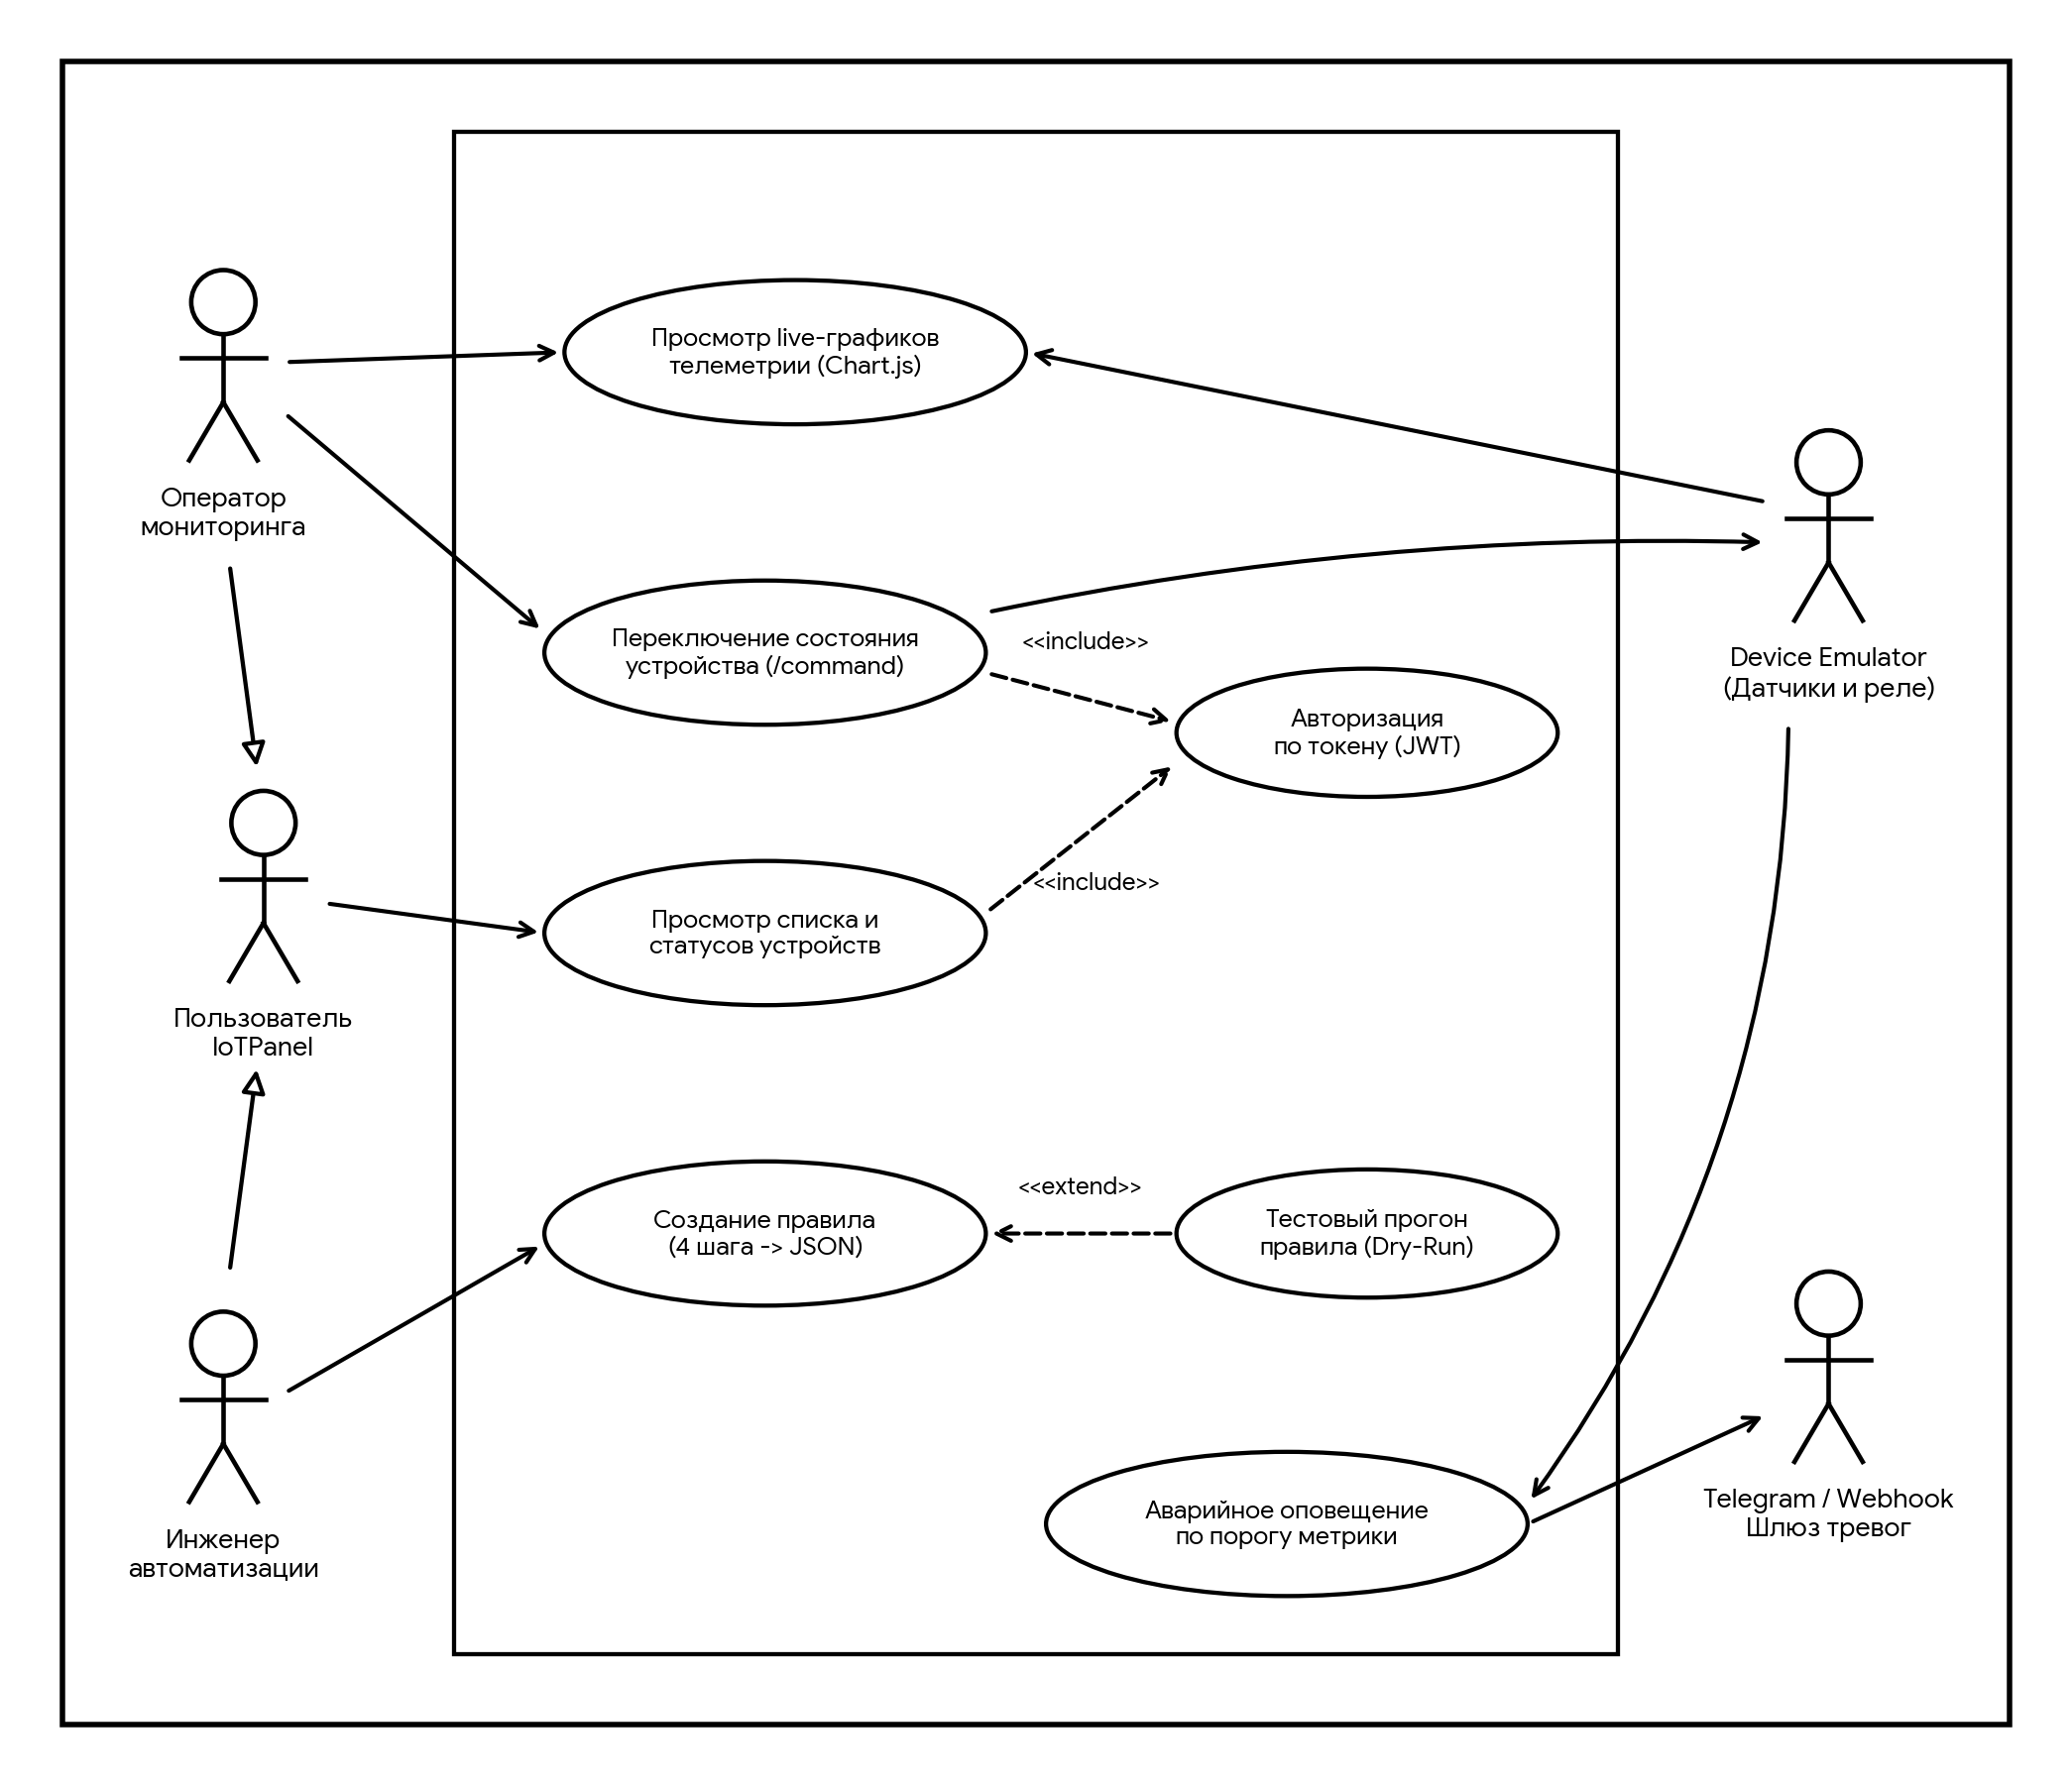 Просмотр live-графиков
телеметрии (Chart.js)
Оператор
мониторинга
Переключение состояния
устройства (/command)
<<include>>
Device Emulator
(Датчики и реле)
Авторизация
по токену (JWT)
<<include>>
Просмотр списка и
статусов устройств
Пользователь
IoTPanel
<<extend>>
Создание правила
(4 шага -> JSON)
Тестовый прогон
правила (Dry-Run)
Инженер
автоматизации
Аварийное оповещение
по порогу метрики
Telegram / Webhook
Шлюз тревог